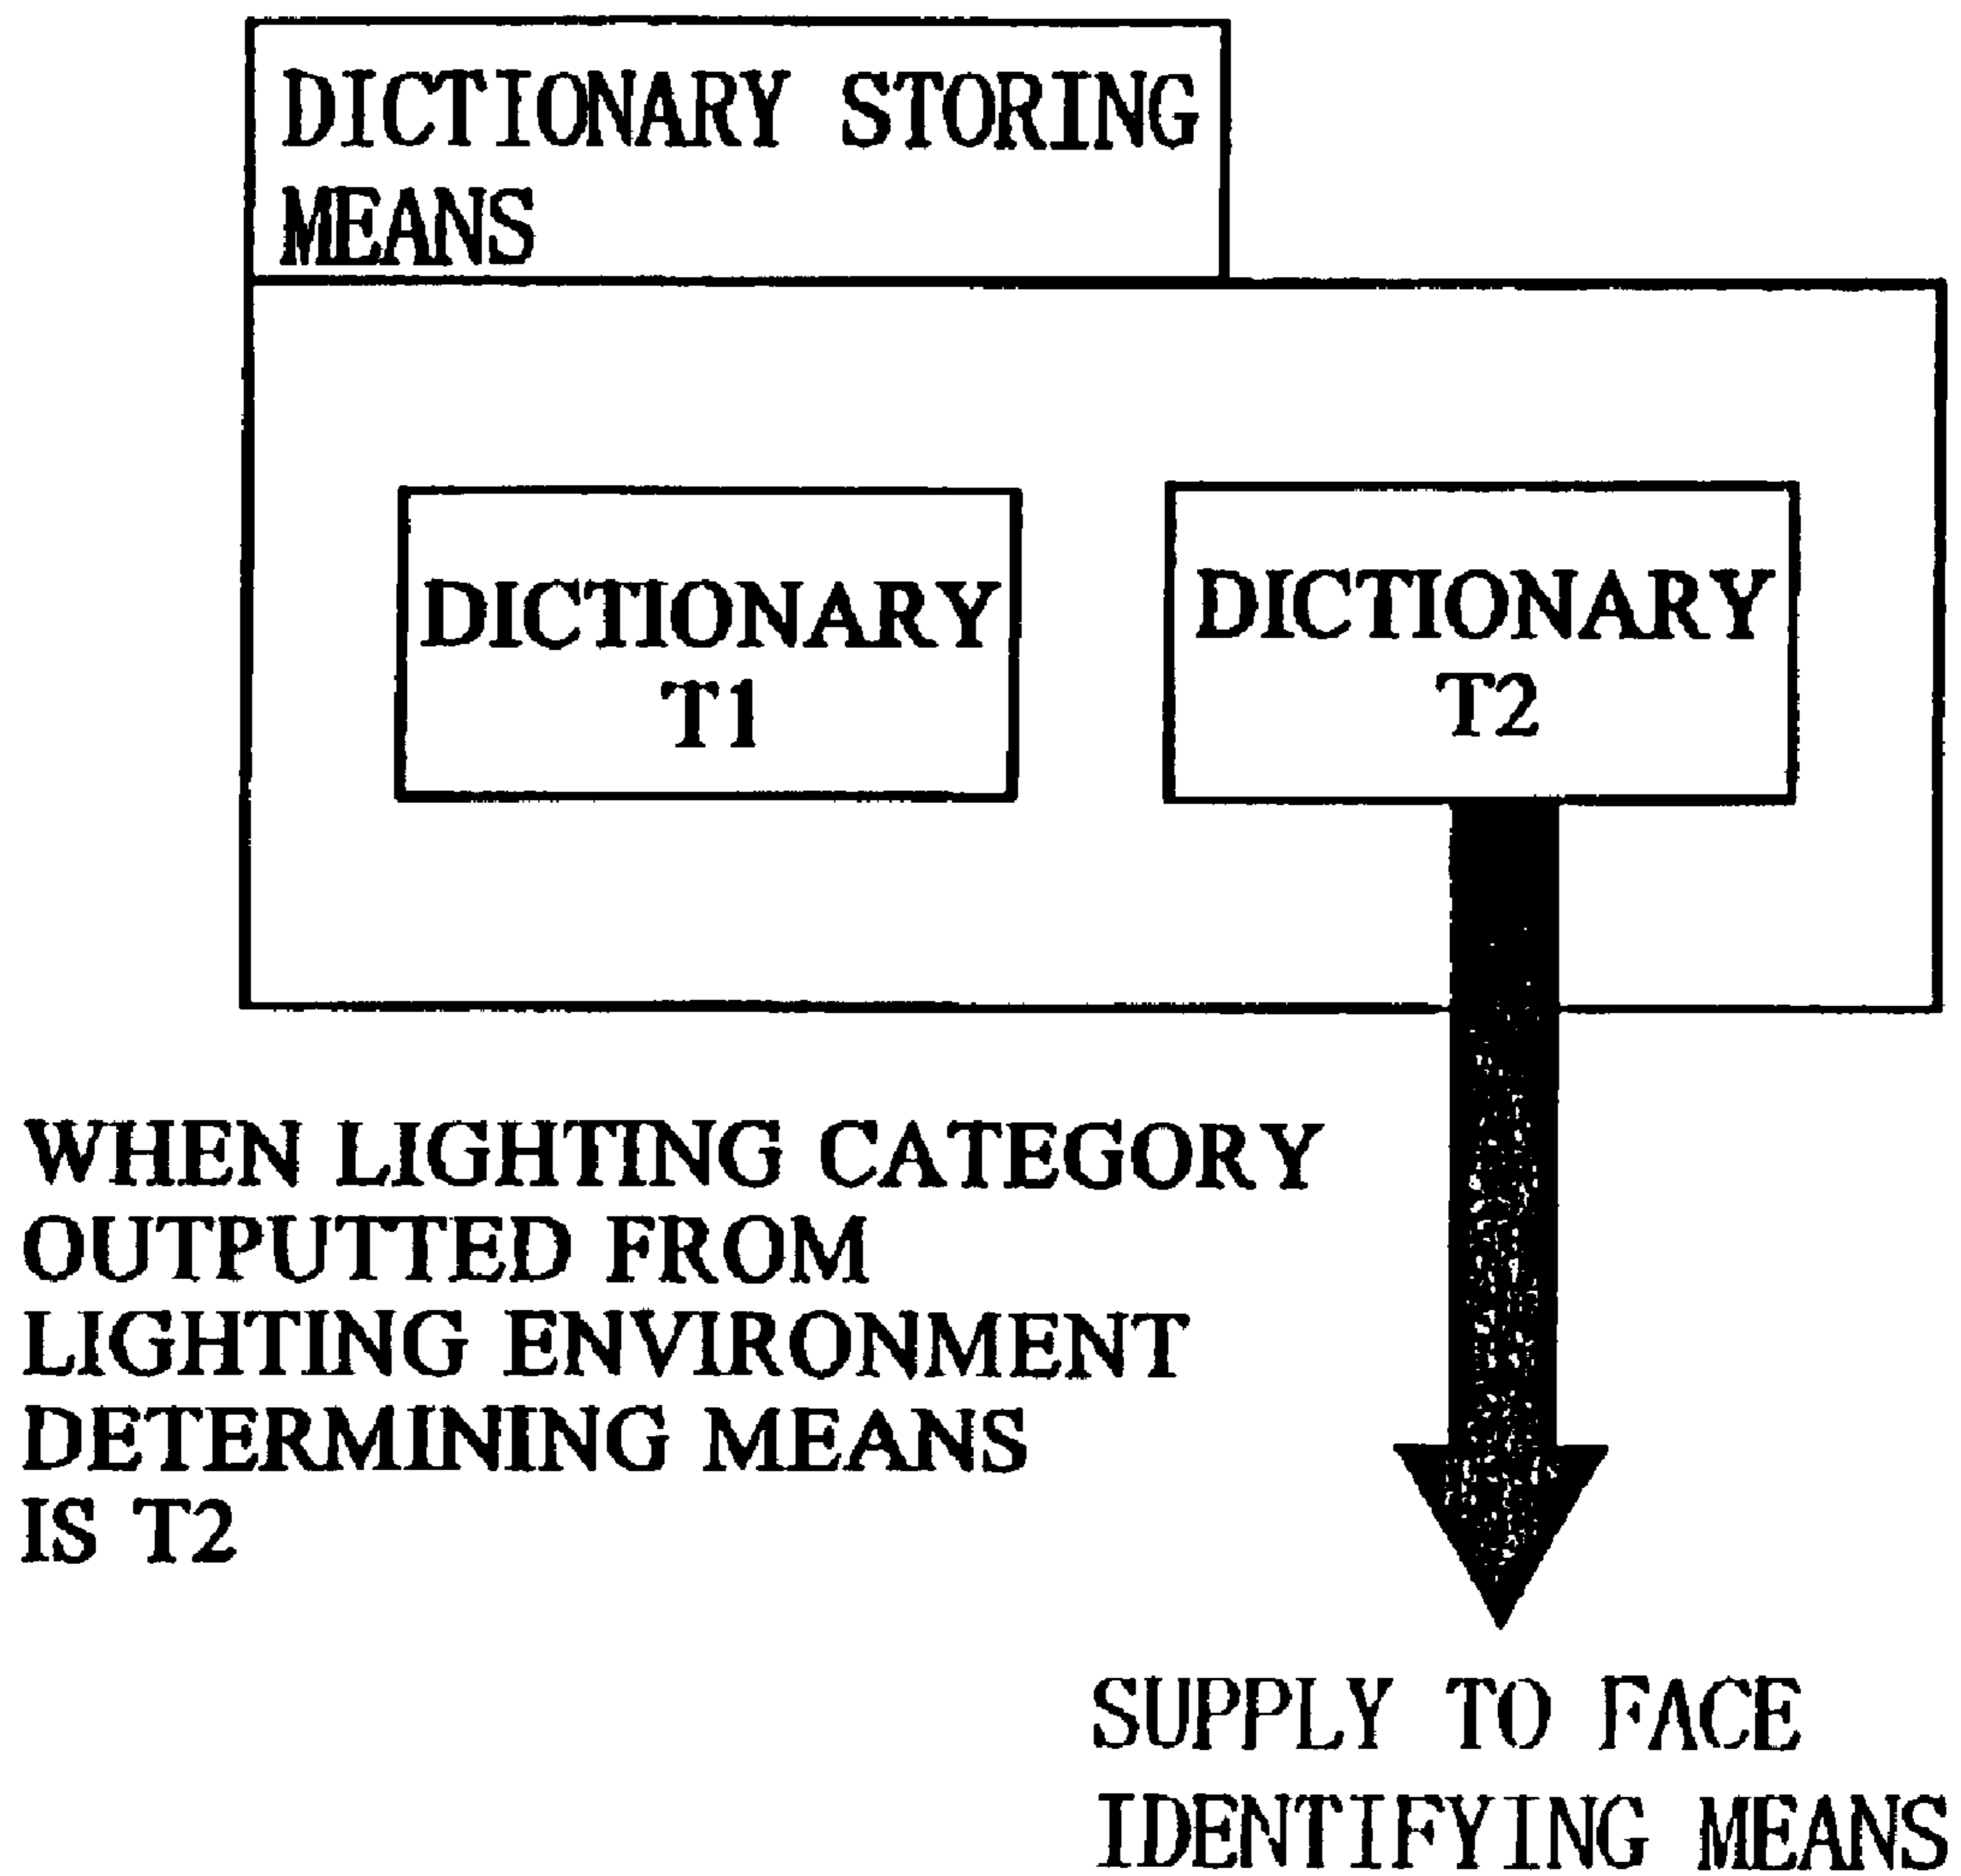 DICTIONARY STORING
MEANS
DICTIONARY
T1
DICTIONARY
T2
WHEN LIGHTING CATEGORY
OUTPUTTED FROM
LIGHTING ENVIRONMENT
DETERMINING MEANS
IS T2
SUPPLY TO FACE
IDENTIFYING MEANS